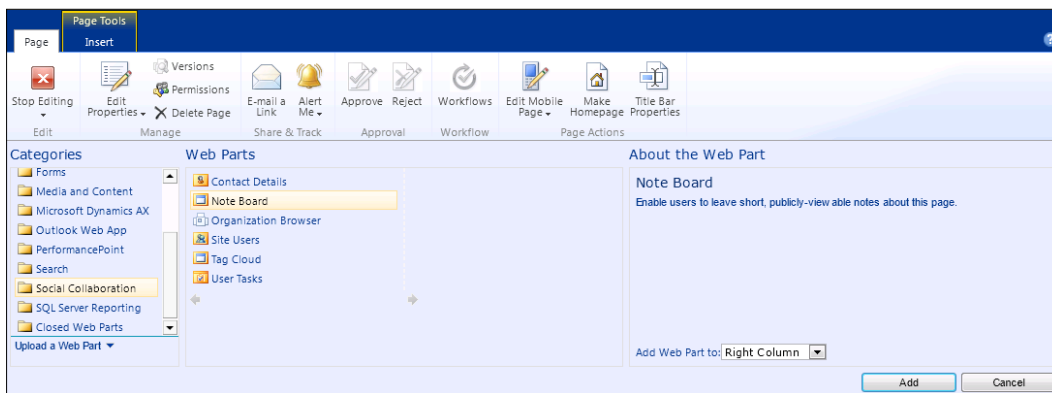 Page Tools
Page Insert
Stop Editing
Edit Properties
Versions
Permissions
Delete Page
E-mail a Link
Alert Me
Approve Reject
Workflows
Edit Mobile Page
Make Homepage
Title Bar Properties
Edit Manage Share & Track Approval Workflow Page Actions
Categories
Forms
Media and Content
Microsoft Dynamics AX
Outlook Web App
PerformancePoint
Search
Social Collaboration
SQL Server Reporting
Closed Web Parts
Upload a Web Part
Web Parts
Contact Details
Note Board
Organization Browser
Site Users
Tag Cloud
User Tasks
About the Web Part
Note Board
Enable users to leave short, publicly-view able notes about this page.
Add Web Part to: Right Column
Add Cancel